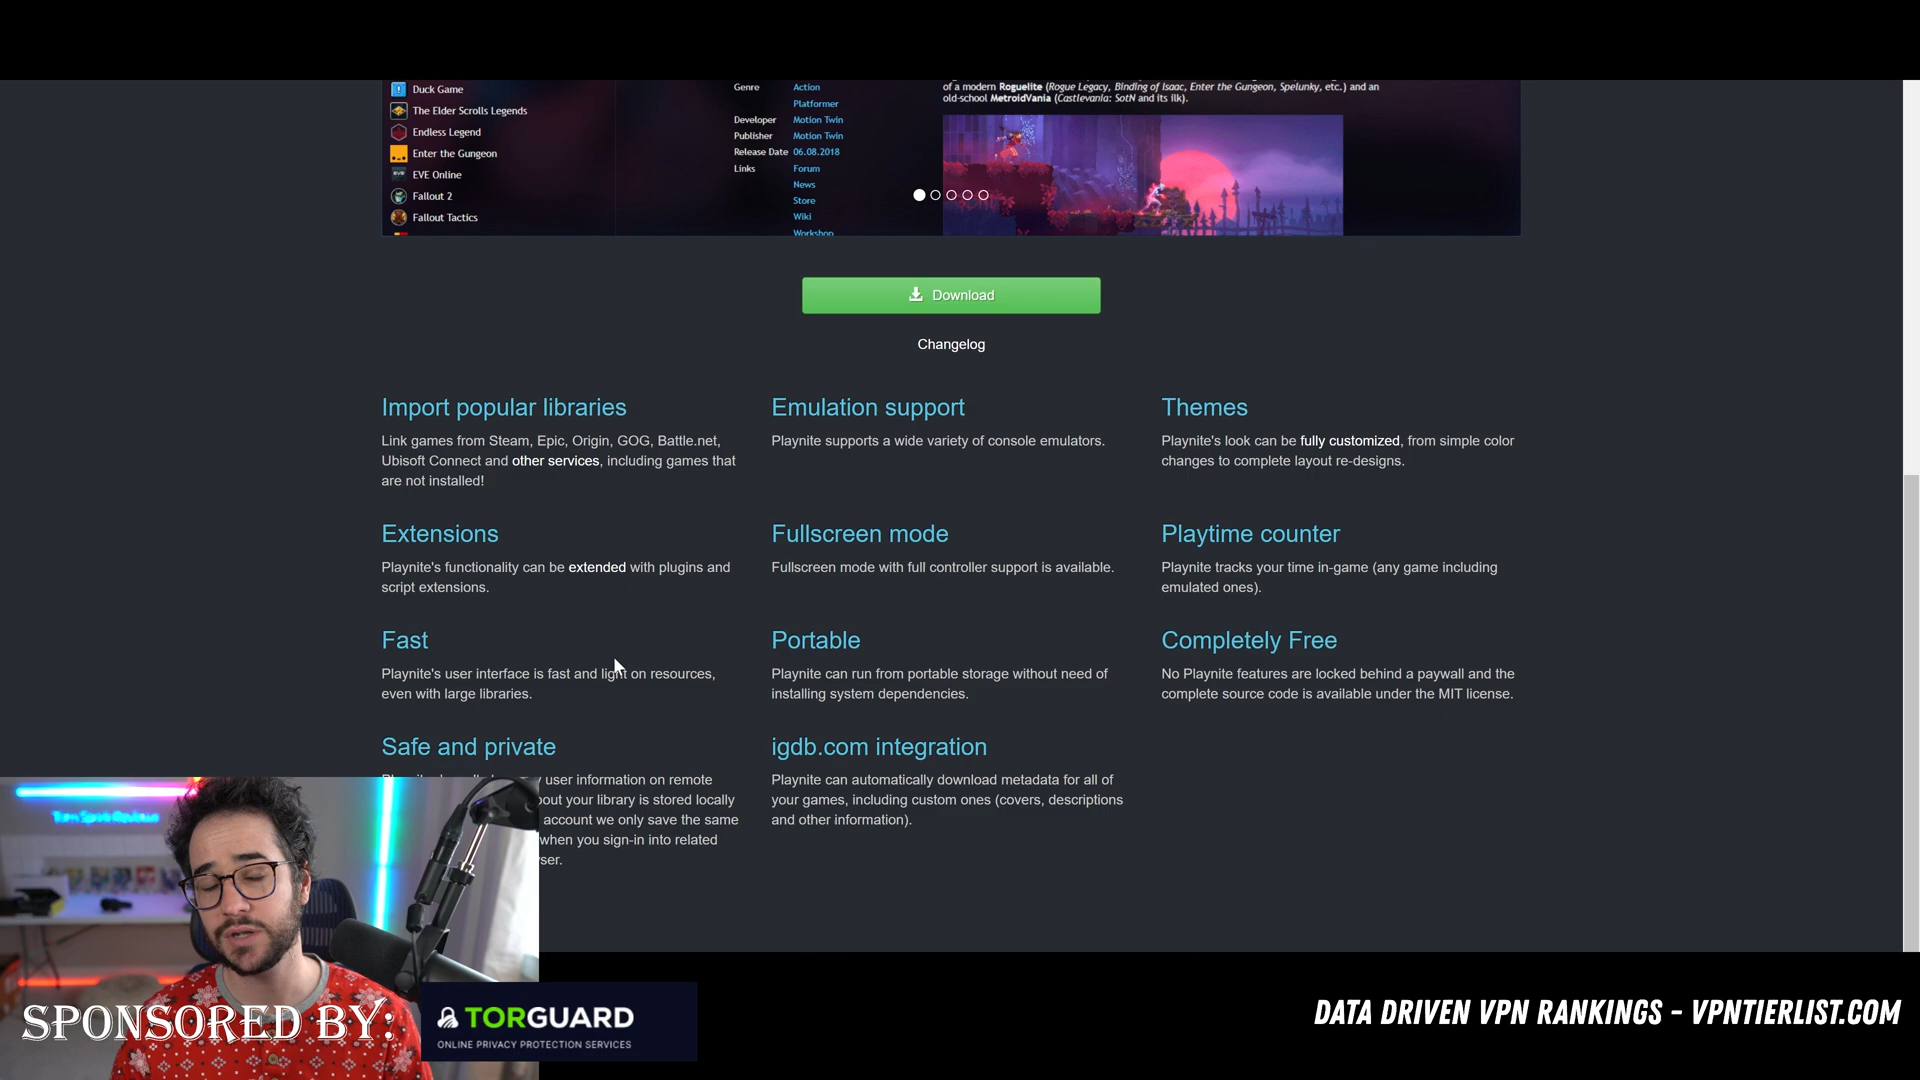 Duck Game
The Elder Scrolls Legends
Endless Legend
Enter the Gungeon
EVE Online
Fallout 2
Fallout Tactics
Genre Action
Platformer
Developer Motion Twin
Publisher Motion Twin
Release Date 06.08.2018
Links Forum
News
Store
Wiki
Workshop
of a modern Roguelite (Rogue Legacy, Binding of Isaac, Enter the Gungeon, Spelunky, etc.) and an
old-school MetroidVania (Castlevania: SotN and its ilk).
Download
Changelog
Import popular libraries
Link games from Steam, Epic, Origin, GOG, Battle.net,
Ubisoft Connect and other services, including games that
are not installed!
Emulation support
Playnite supports a wide variety of console emulators.
Themes
Playnite's look can be fully customized, from simple color
changes to complete layout re-designs.
Extensions
Playnite's functionality can be extended with plugins and
script extensions.
Fullscreen mode
Fullscreen mode with full controller support is available.
Playtime counter
Playnite tracks your time in-game (any game including
emulated ones).
Fast
Playnite's user interface is fast and light on resources,
even with large libraries.
Portable
Playnite can run from portable storage without need of
installing system dependencies.
Completely Free
No Playnite features are locked behind a paywall and the
complete source code is available under the MIT license.
Safe and private
user information on remote
your library is stored locally
account we only save the same
when you sign-in into related
igdb.com integration
Playnite can automatically download metadata for all of
your games, including custom ones (covers, descriptions
and other information).
SPONSORED BY:
TORGUARD
ONLINE PRIVACY PROTECTION SERVICES
DATA DRIVEN VPN RANKINGS - VPNTIERLIST.COM